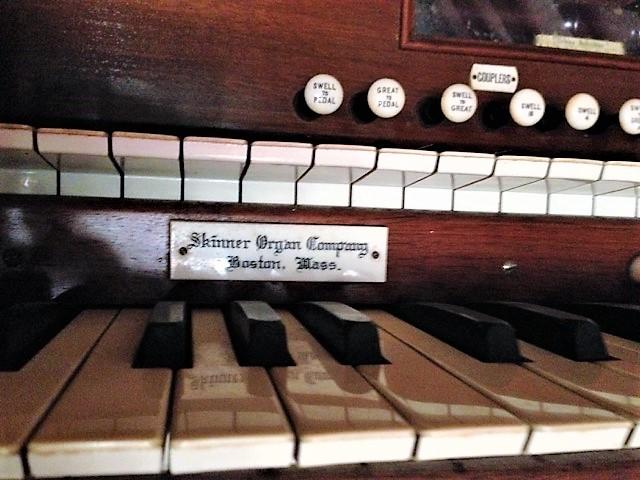 COUPLERS
SWELL
TO
PEDAL
GREAT
TO
PEDAL
SWELL
TO
GREAT
SWELL
16
SWELL
4
Skinner Organ Company
Boston, Mass.